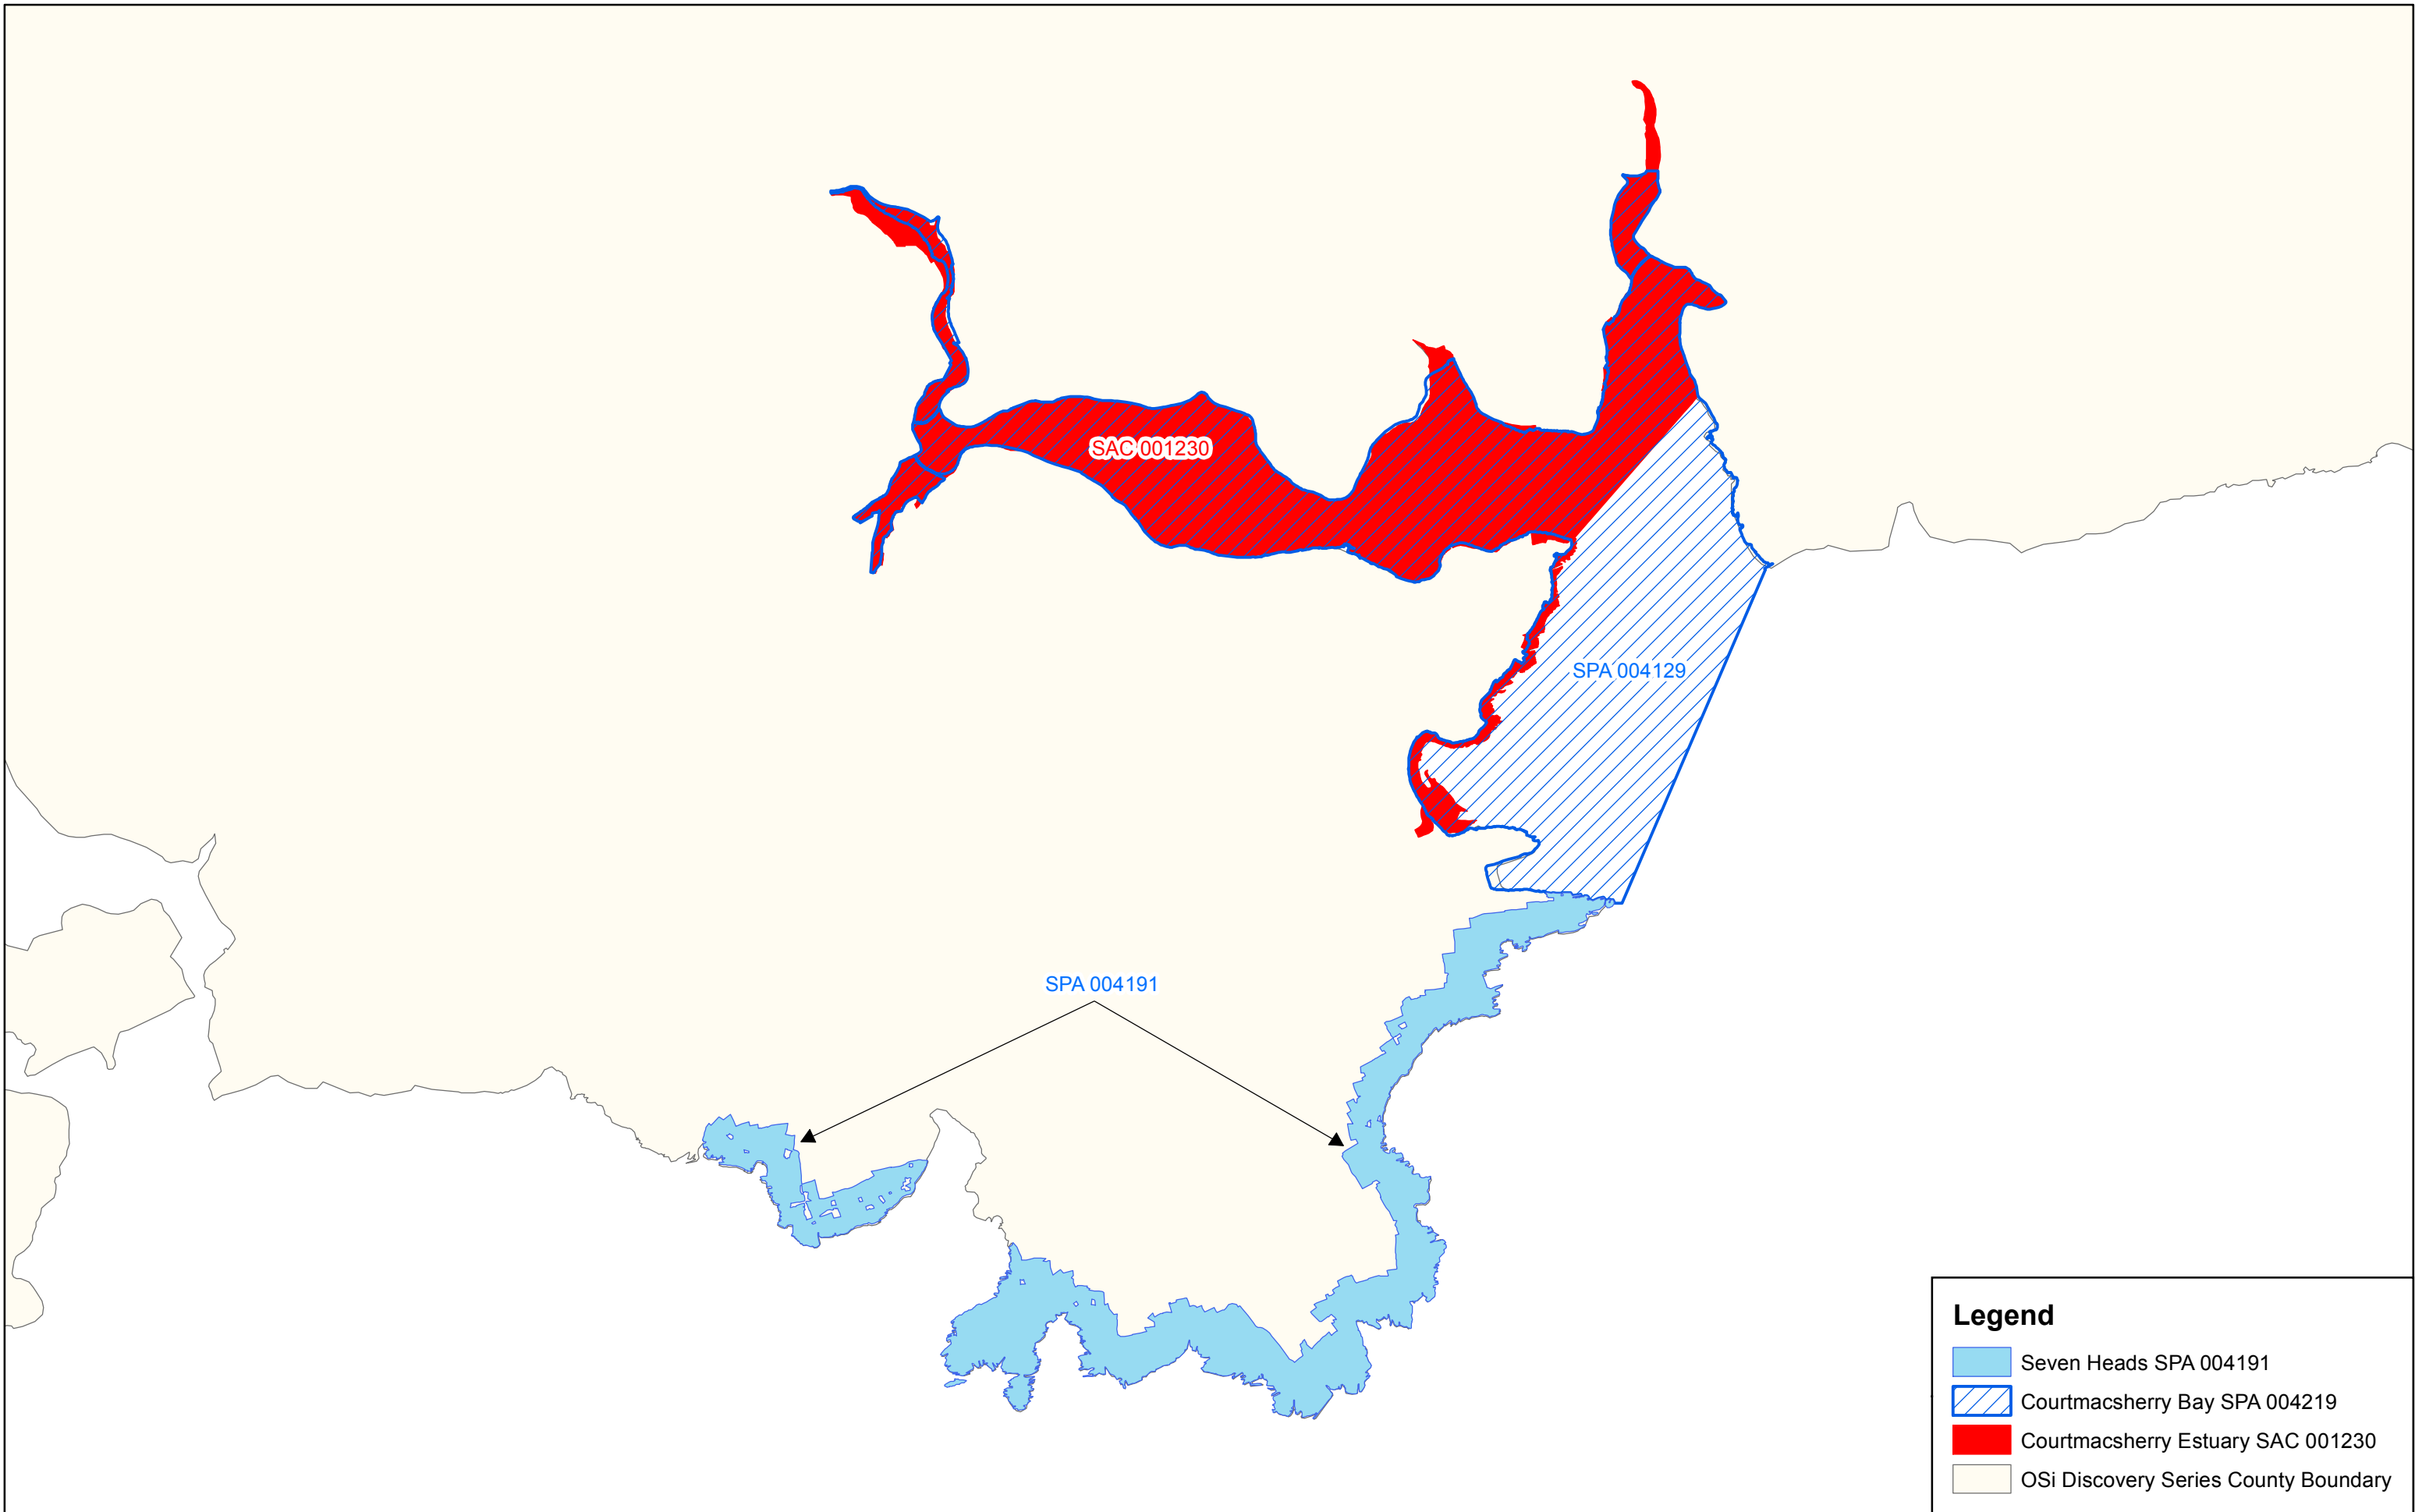 SAC 001230
SPA 004129
SPA 004191
Legend
Seven Heads SPA 004191
Courtmacsherry Bay SPA 004219
Courtmacsherry Estuary SAC 001230
OSi Discovery Series County Boundary